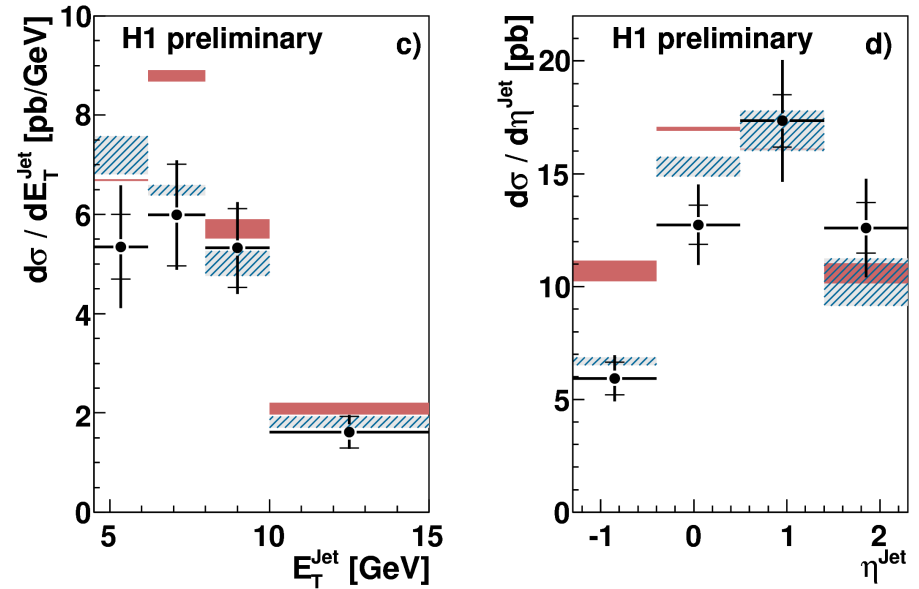 H1 preliminary
c)
dσ / dE_T^Jet [pb/GeV]
10
8
6
4
2
0
5
10
15
E_T^Jet [GeV]
H1 preliminary
d)
dσ / dη^Jet [pb]
20
15
10
5
0
-1
0
1
2
η^Jet